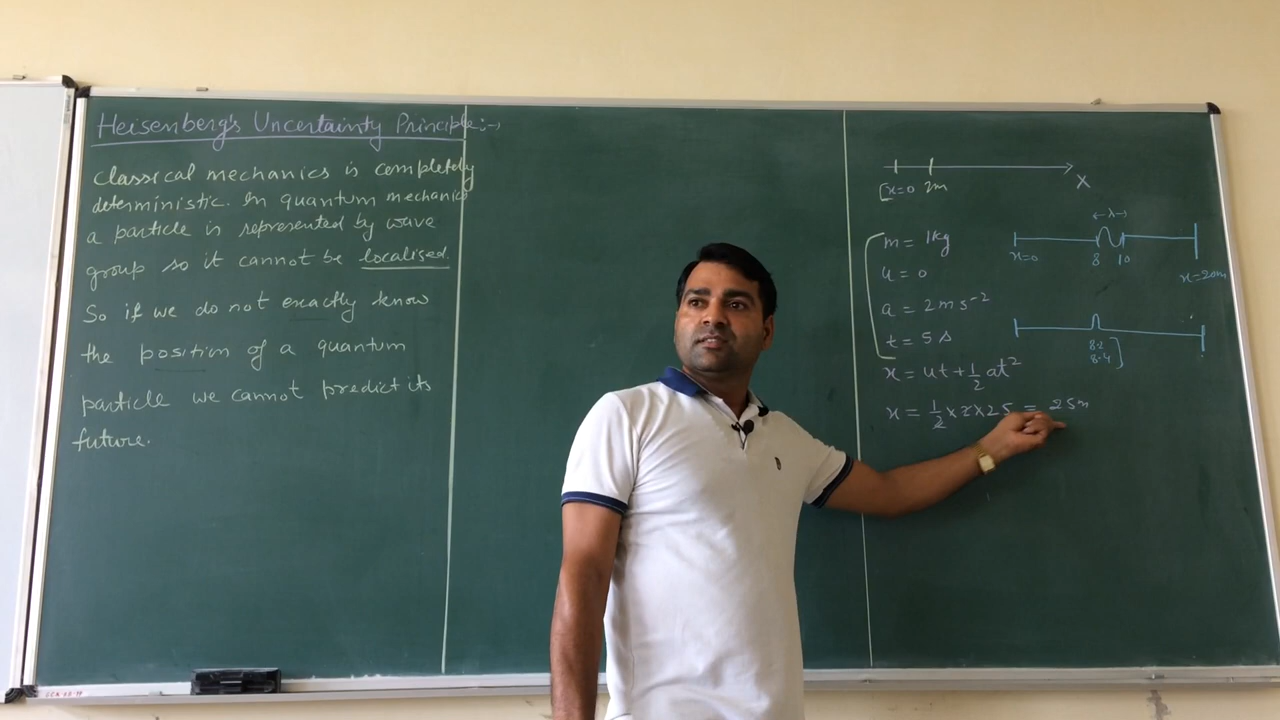 Heisenberg's Uncertainty Principle:-
Classical mechanics is completely
deterministic. In quantum mechanics
a particle is represented by wave
group so it cannot be localised.
So if we do not exactly know
the position of a quantum
particle we cannot predict its
future.
x=0 2m
X
m = 1kg
u = 0
a = 2 m s⁻²
t = 5 s
x = ut + 1/2 at²
x = 1/2 × 2 × 25 = 25m
←λ→
x=0 8 10 x=20m
8.2
8.4